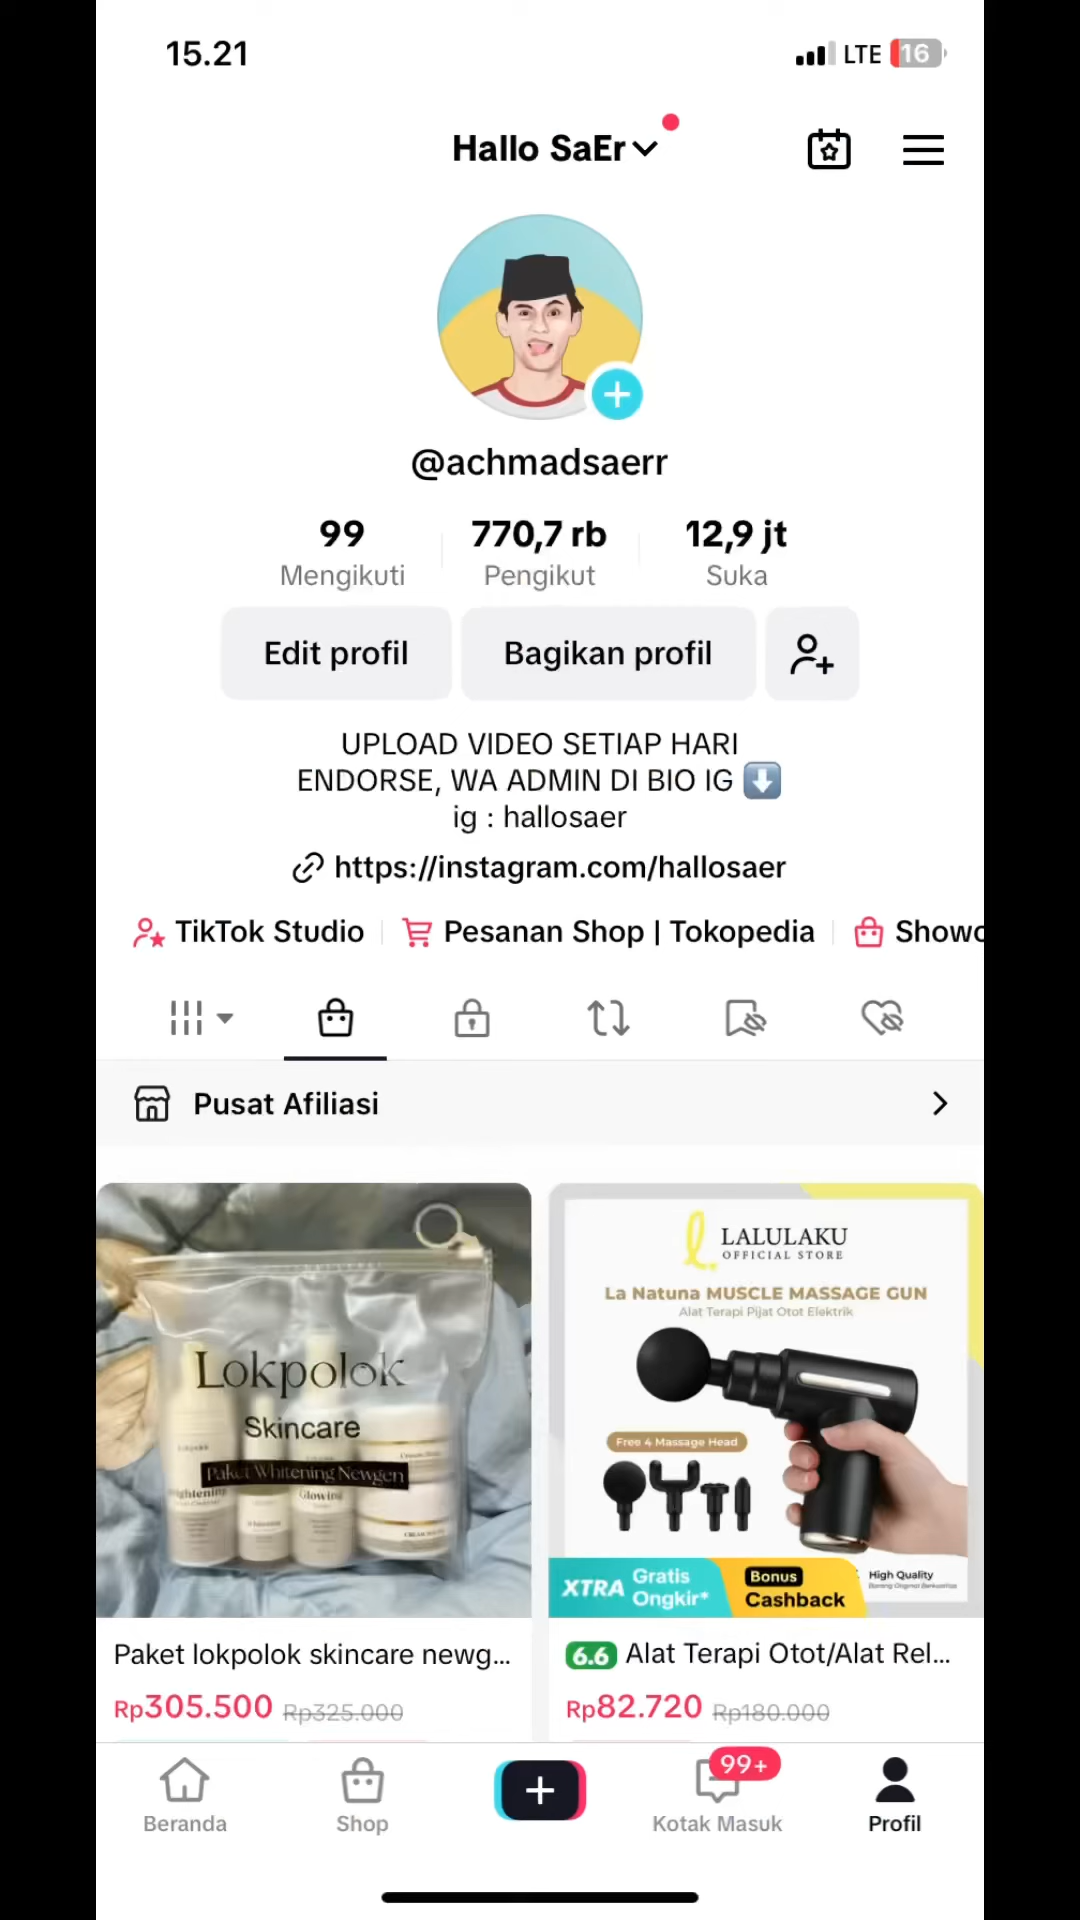 15.21
LTE 16
Hallo SaEr
@achmadsaerr
99 770,7 rb 12,9 jt
Mengikuti Pengikut Suka
Edit profil Bagikan profil
UPLOAD VIDEO SETIAP HARI
ENDORSE, WA ADMIN DI BIO IG ⬇️
ig : hallosaer
https://instagram.com/hallosaer
TikTok Studio Pesanan Shop | Tokopedia Showc
Pusat Afiliasi
Lokpolok
Skincare
Paket Whitening Newgen
Glowing
LALULAKU
OFFICIAL STORE
La Natuna MUSCLE MASSAGE GUN
Alat Terapi Pijat Otot Elektrik
Free 4 Massage Head
XTRA Gratis Ongkir*
Bonus Cashback
High Quality
Paket lokpolok skincare newg...
Rp305.500 Rp325.000
6.6 Alat Terapi Otot/Alat Rel...
Rp82.720 Rp180.000
99+
Beranda Shop Kotak Masuk Profil